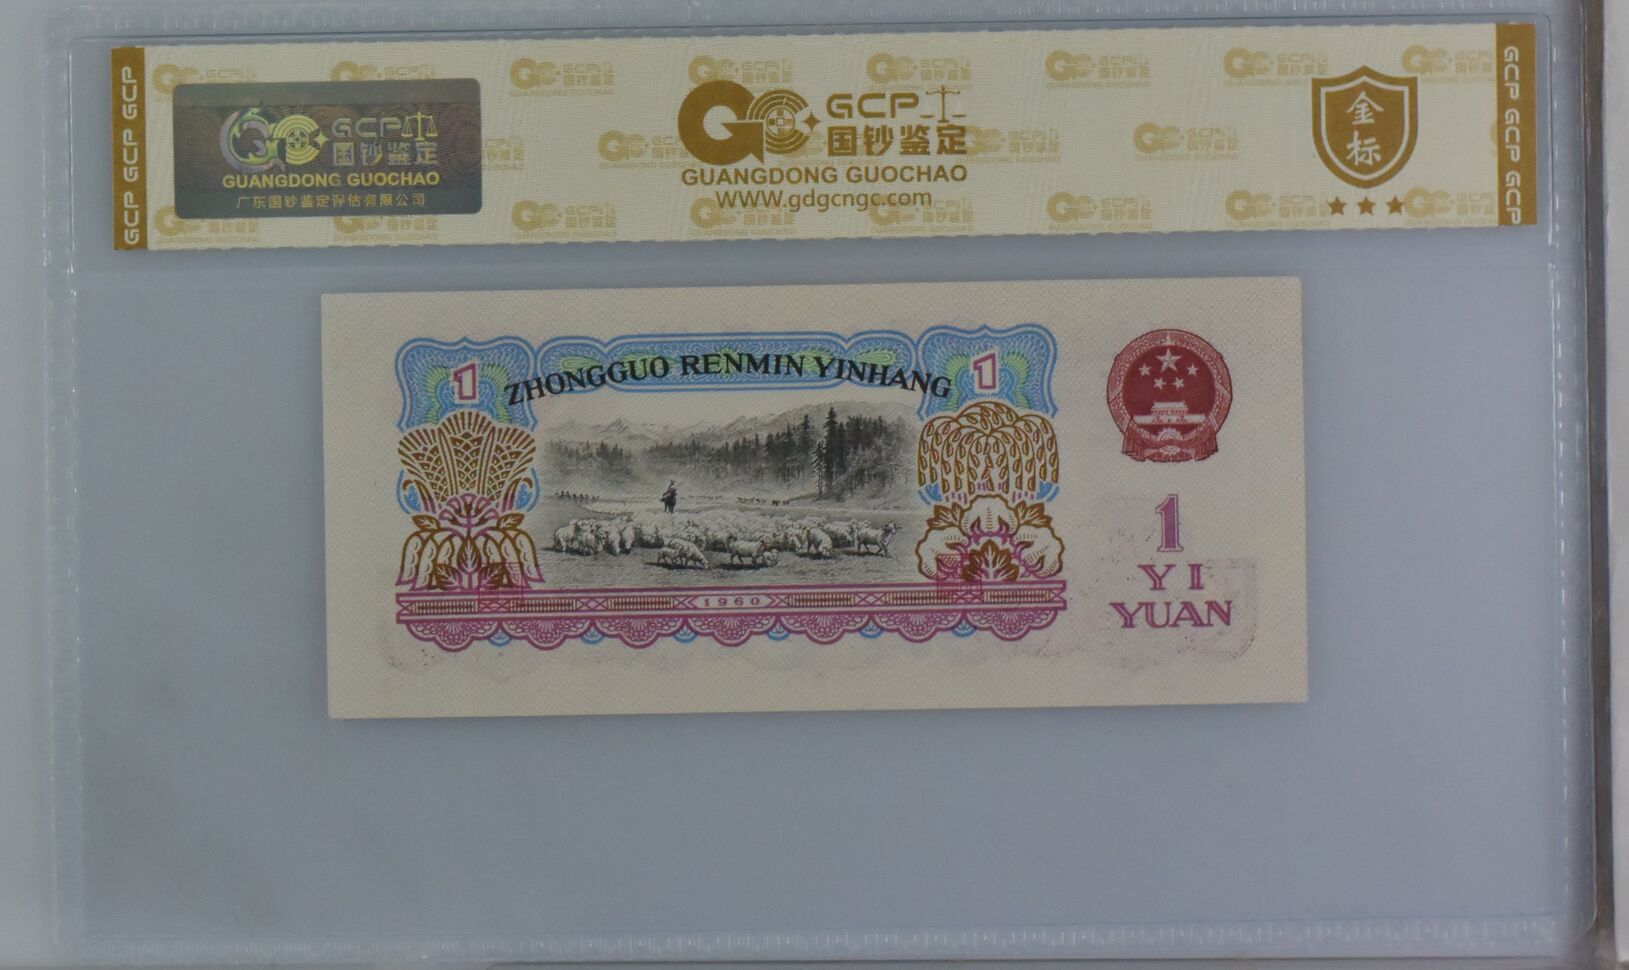 GCP GCP GCP
GCP
国钞鉴定
GUANGDONG GUOCHAO
广东国钞鉴定评估有限公司
GCP
国钞鉴定
GUANGDONG GUOCHAO
WWW.gdgcngc.com
金
标
GCP GCP GCP
1
ZHONGGUO RENMIN YINHANG
1
1960
1
YI
YUAN